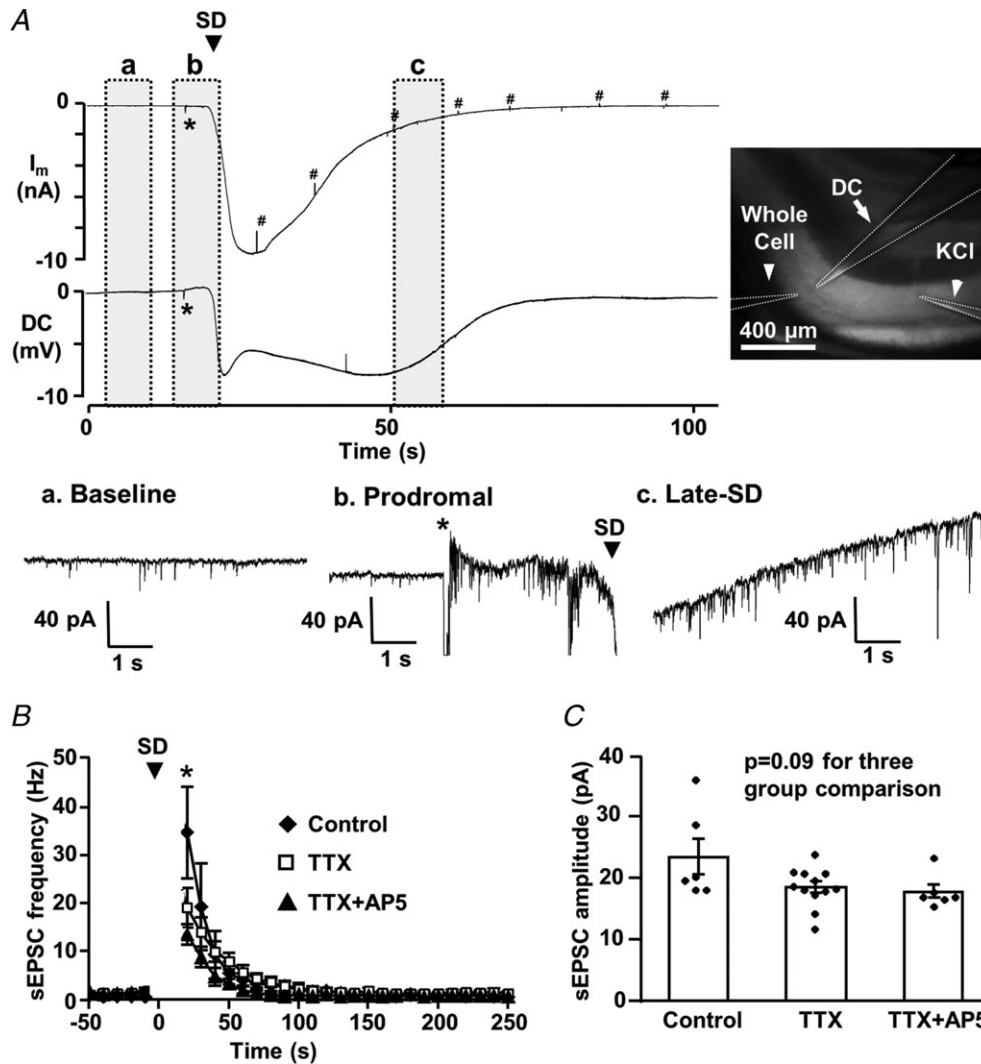 A
SD
a b c
0
I_m
(nA)
-10
0
DC
(mV)
-10
* *
# # # # # # #
0 50 100
Time (s)
DC
Whole
Cell
KCl
400 µm
a. Baseline
40 pA
1 s
b. Prodromal
*
SD
40 pA
1 s
c. Late-SD
40 pA
1 s
B
SD
*
sEPSC frequency (Hz)
50
40
30
20
10
0
-50 0 50 100 150 200 250
Time (s)
Control
TTX
TTX+AP5
C
p=0.09 for three
group comparison
sEPSC amplitude (pA)
40
30
20
10
0
Control TTX TTX+AP5